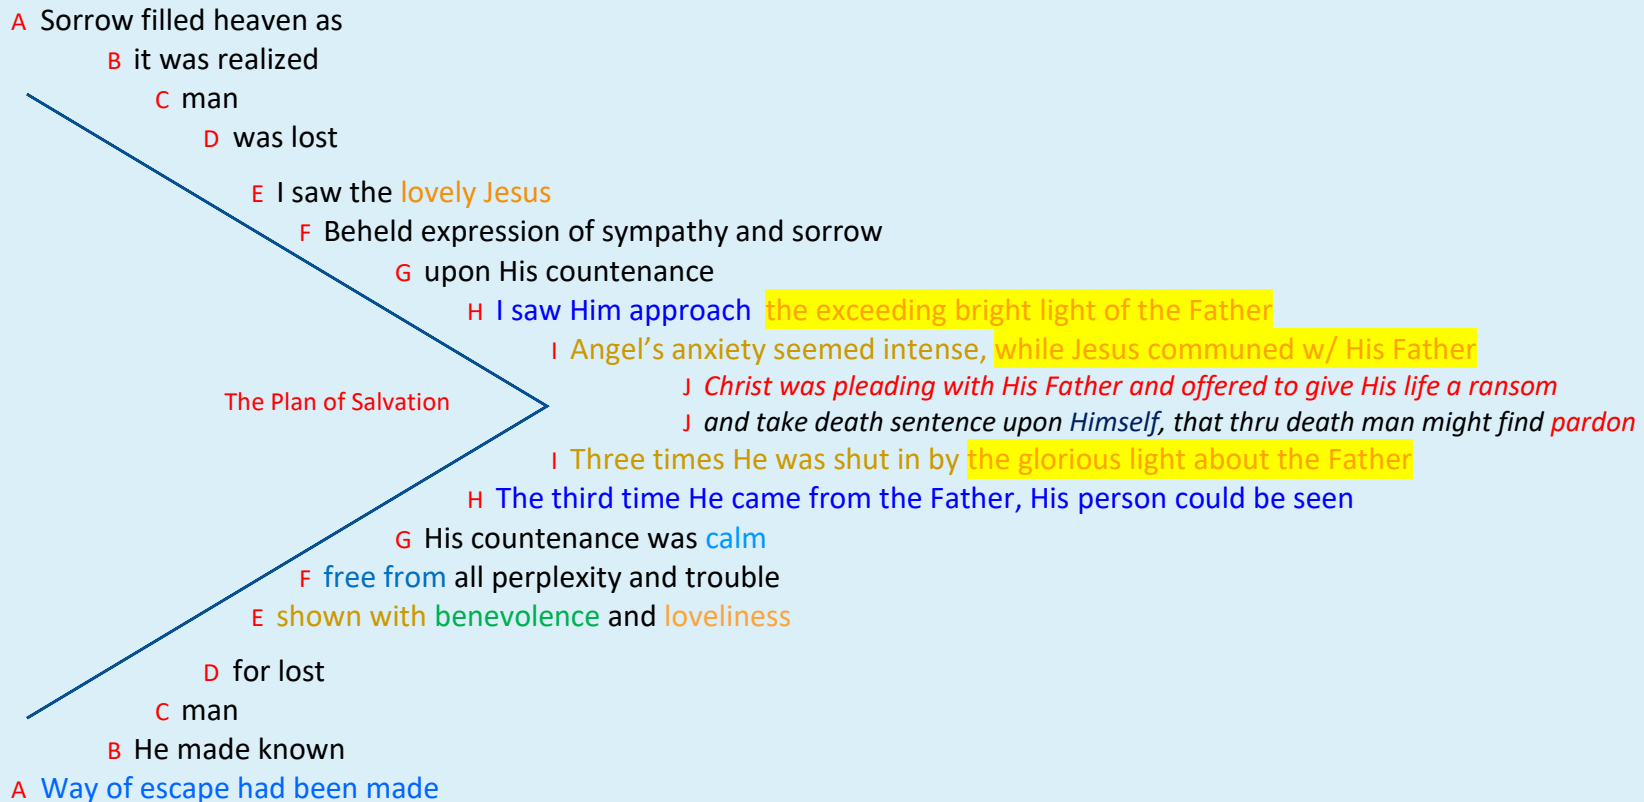 A Sorrow filled heaven as
B it was realized
C man
D was lost
E I saw the lovely Jesus
F Beheld expression of sympathy and sorrow
G upon His countenance
H I saw Him approach the exceeding bright light of the Father
I Angel’s anxiety seemed intense, while Jesus communed w/ His Father
J Christ was pleading with His Father and offered to give His life a ransom
The Plan of Salvation
J and take death sentence upon Himself, that thru death man might find pardon
I Three times He was shut in by the glorious light about the Father
H The third time He came from the Father, His person could be seen
G His countenance was calm
F free from all perplexity and trouble
E shown with benevolence and loveliness
D for lost
C man
B He made known
A Way of escape had been made